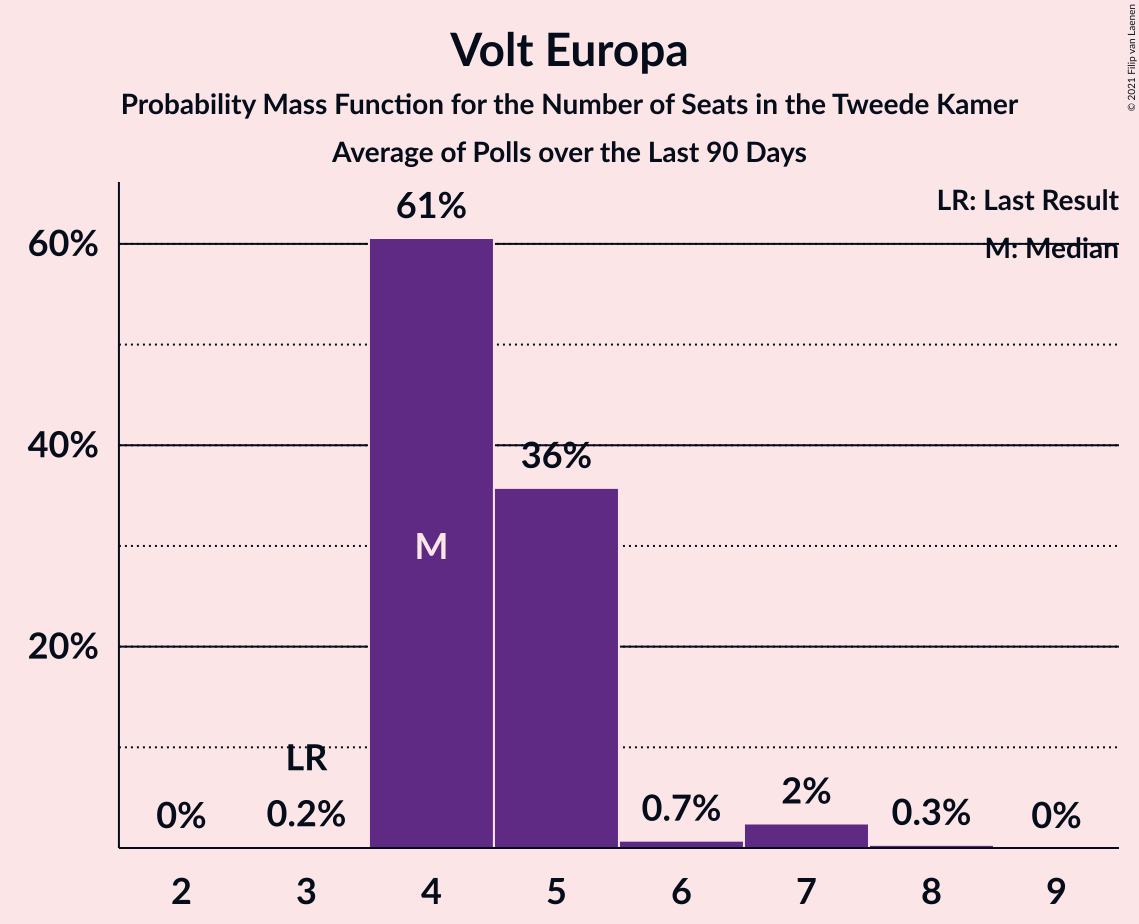 Volt Europa
Probability Mass Function for the Number of Seats in the Tweede Kamer
Average of Polls over the Last 90 Days
© 2021 Filip van Laenen
LR: Last Result
M: Median
61%
60%
40%
36%
M
20%
LR
0%
0.2%
0.7%
2%
0.3%
0%
2 3 4 5 6 7 8 9